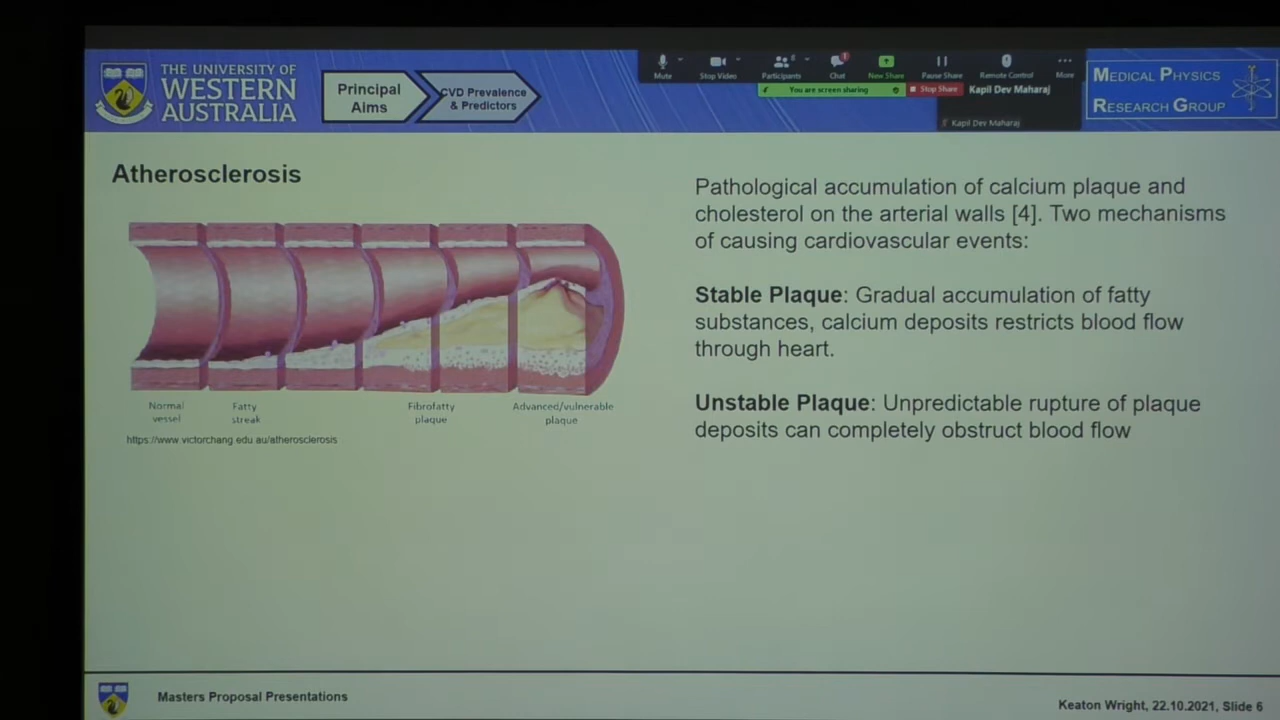 THE UNIVERSITY OF
WESTERN
AUSTRALIA
Principal
Aims
CVD Prevalence
& Predictors
Mute
Stop Video
Participants
6
Chat
1
New Share
Pause Share
Remote Control
More
You are screen sharing
Stop Share
Kapil Dev Maharaj
Kapil Dev Maharaj
MEDICAL PHYSICS
RESEARCH GROUP
Atherosclerosis
Normal
vessel
Fatty
streak
Fibrofatty
plaque
Advanced/vulnerable
plaque
https://www.victorchang.edu.au/atherosclerosis
Pathological accumulation of calcium plaque and
cholesterol on the arterial walls [4]. Two mechanisms
of causing cardiovascular events:
Stable Plaque: Gradual accumulation of fatty
substances, calcium deposits restricts blood flow
through heart.
Unstable Plaque: Unpredictable rupture of plaque
deposits can completely obstruct blood flow
Masters Proposal Presentations
Keaton Wright, 22.10.2021, Slide 6